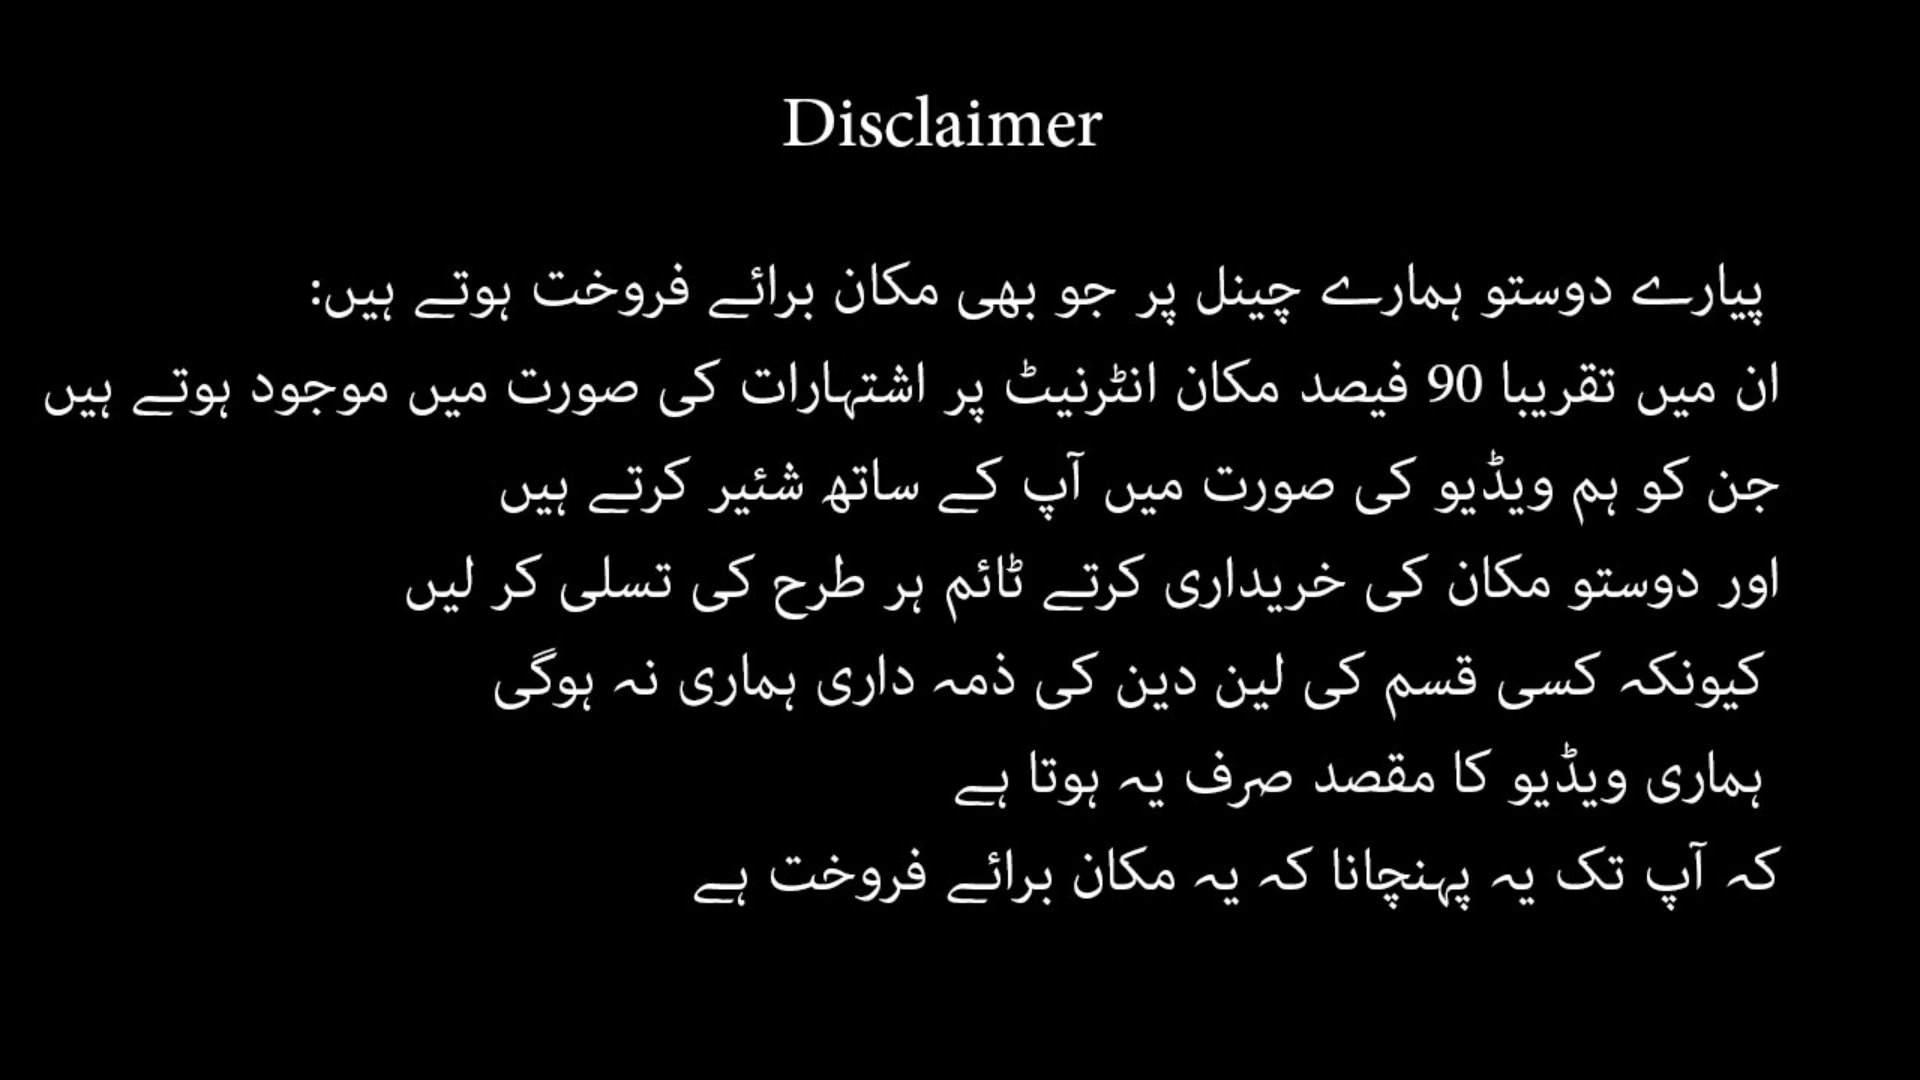 Disclaimer
پیارے دوستو ہمارے چینل پر جو بھی مکان برائے فروخت ہوتے ہیں:
ان میں تقریبا 90 فیصد مکان انٹرنیٹ پر اشتہارات کی صورت میں موجود ہوتے ہیں
جن کو ہم ویڈیو کی صورت میں آپ کے ساتھ شئیر کرتے ہیں
اور دوستو مکان کی خریداری کرتے ٹائم ہر طرح کی تسلی کر لیں
کیونکہ کسی قسم کی لین دین کی ذمہ داری ہماری نہ ہوگی
ہماری ویڈیو کا مقصد صرف یہ ہوتا ہے
کہ آپ تک یہ پہنچانا کہ یہ مکان برائے فروخت ہے